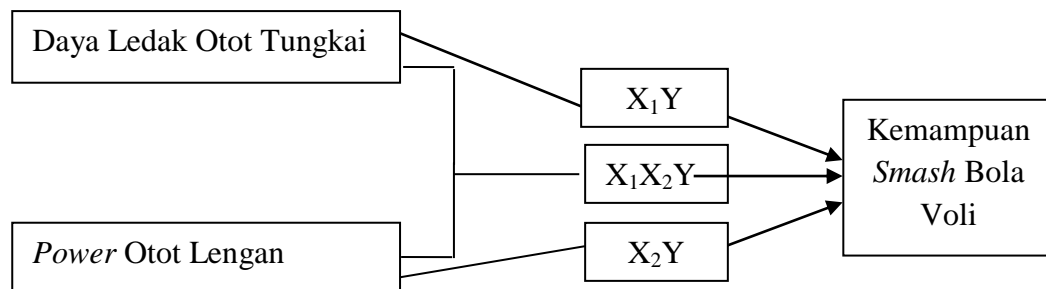 Daya Ledak Otot Tungkai
X₁Y
Kemampuan
Smash Bola
Voli
X₁X₂Y
Power Otot Lengan
X₂Y